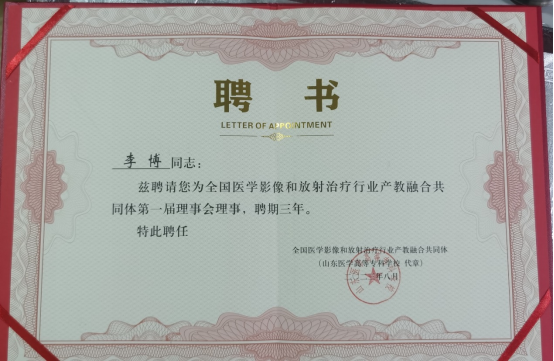 聘 书
LETTER OF APPOINTMENT
李博同志:
兹聘请您为全国医学影像和放射治疗行业产教融合共
同体第一届理事会理事,聘期三年。
特此聘任
全国医学影像和放射治疗行业产教融合共同体
(山东医学高等专科学校 代章)
年八月